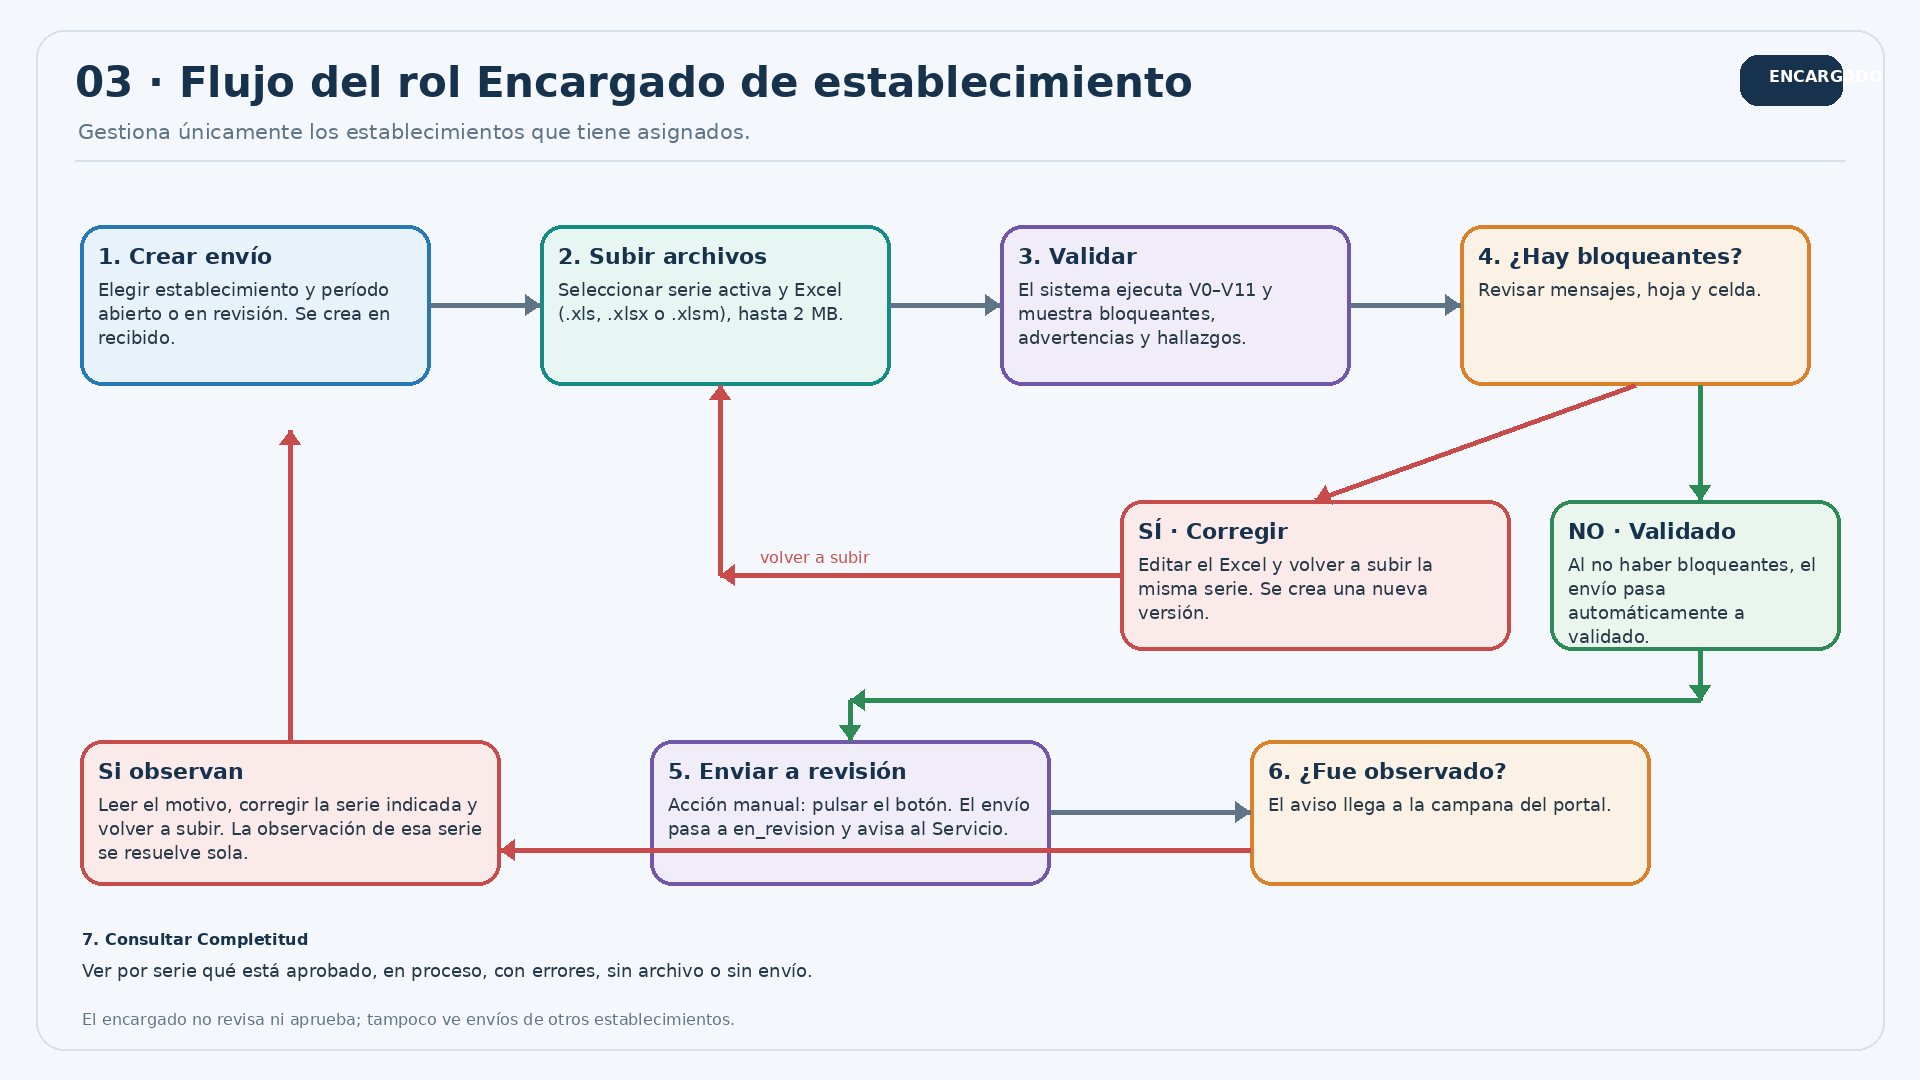 03 · Flujo del rol Encargado de establecimiento
ENCARGADO
Gestiona únicamente los establecimientos que tiene asignados.
1. Crear envío
Elegir establecimiento y período
abierto o en revisión. Se crea en
recibido.
2. Subir archivos
Seleccionar serie activa y Excel
(.xls, .xlsx o .xlsm), hasta 2 MB.
3. Validar
El sistema ejecuta V0–V11 y
muestra bloqueantes,
advertencias y hallazgos.
4. ¿Hay bloqueantes?
Revisar mensajes, hoja y celda.
volver a subir
SÍ · Corregir
Editar el Excel y volver a subir la
misma serie. Se crea una nueva
versión.
NO · Validado
Al no haber bloqueantes, el
envío pasa
automáticamente a
validado.
Si observan
Leer el motivo, corregir la serie indicada y
volver a subir. La observación de esa serie
se resuelve sola.
5. Enviar a revisión
Acción manual: pulsar el botón. El envío
pasa a en_revision y avisa al Servicio.
6. ¿Fue observado?
El aviso llega a la campana del portal.
7. Consultar Completitud
Ver por serie qué está aprobado, en proceso, con errores, sin archivo o sin envío.
El encargado no revisa ni aprueba; tampoco ve envíos de otros establecimientos.